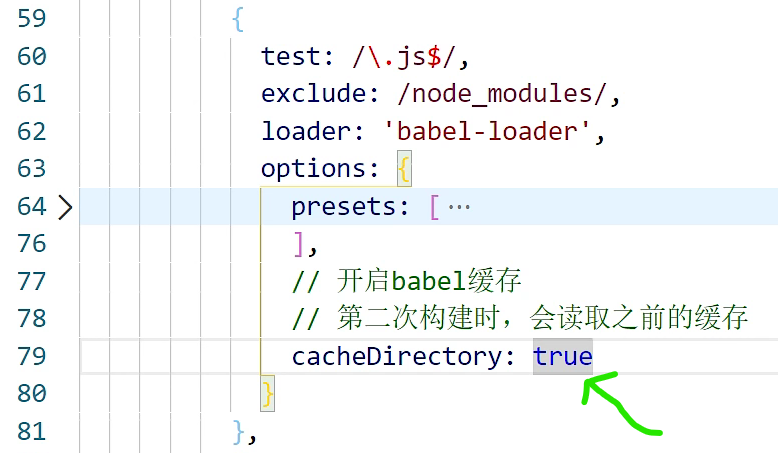 59 {
60 test: /\.js$/,
61 exclude: /node_modules/,
62 loader: 'babel-loader',
63 options: {
64 presets: [ ⋯
76 ],
77 // 开启babel缓存
78 // 第二次构建时，会读取之前的缓存
79 cacheDirectory: true
80 }
81 },